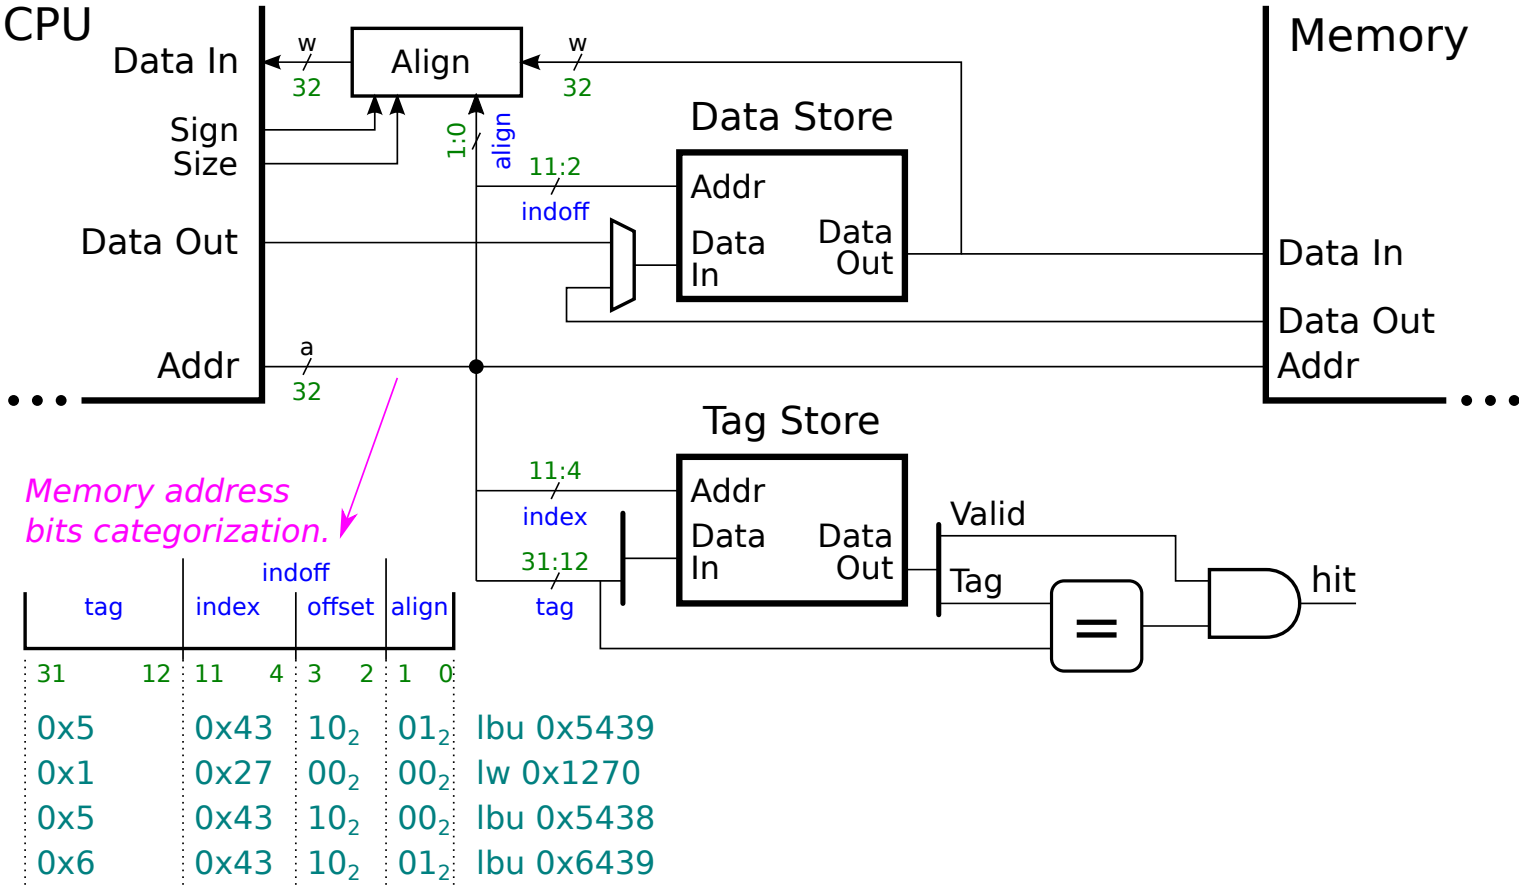 CPU
Memory
Data In
w
32
Align
w
32
Sign
Size
1:0
align
Data Store
11:2
indoff
Addr
Data In
Data Out
Data Out
Data In
Data Out
Addr
Addr
a
32
Tag Store
Memory address
bits categorization.
11:4
index
Addr
Data In
Data Out
31:12
tag
Valid
Tag
=
hit
indoff
tag index offset align
31 12 11 4 3 2 1 0
0x5 0x43 10₂ 01₂ lbu 0x5439
0x1 0x27 00₂ 00₂ lw 0x1270
0x5 0x43 10₂ 00₂ lbu 0x5438
0x6 0x43 10₂ 01₂ lbu 0x6439